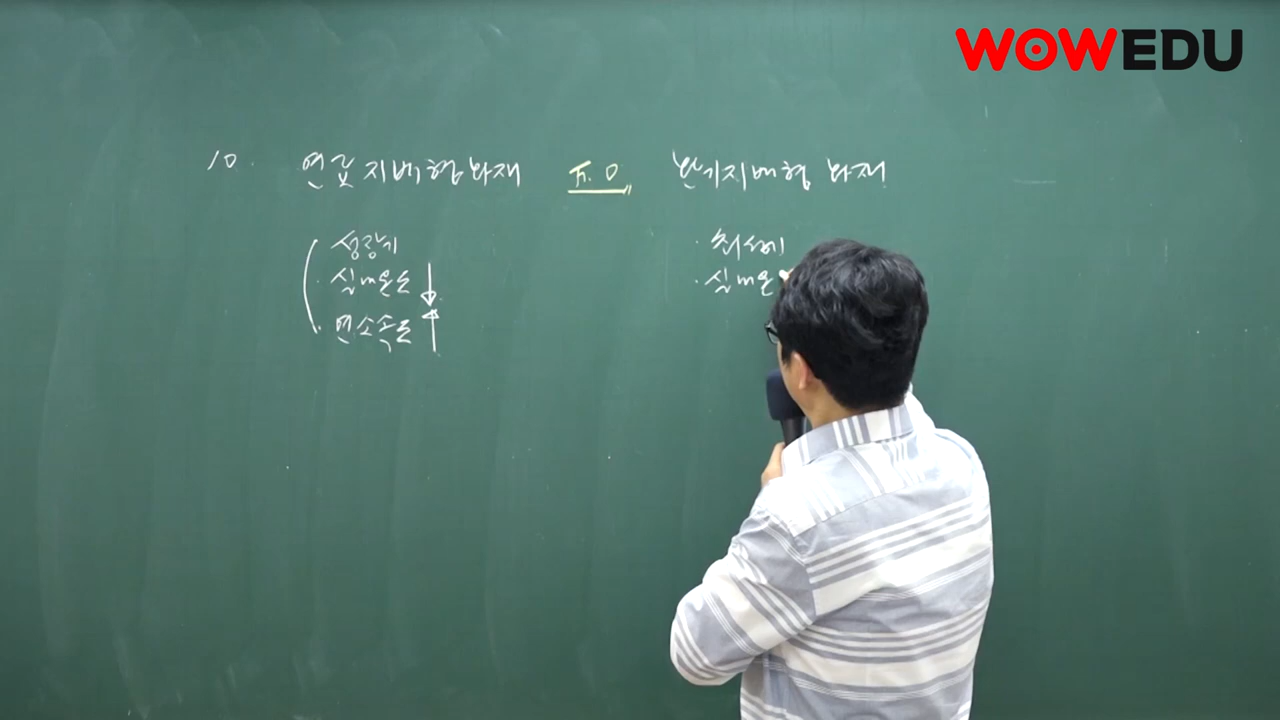 WOWEDU
10. 연료지배형화재 F.O 환기지배형 화재
성장기
· 실내온도 ↓
· 연소속도 ↑
· 최성기
· 실내온